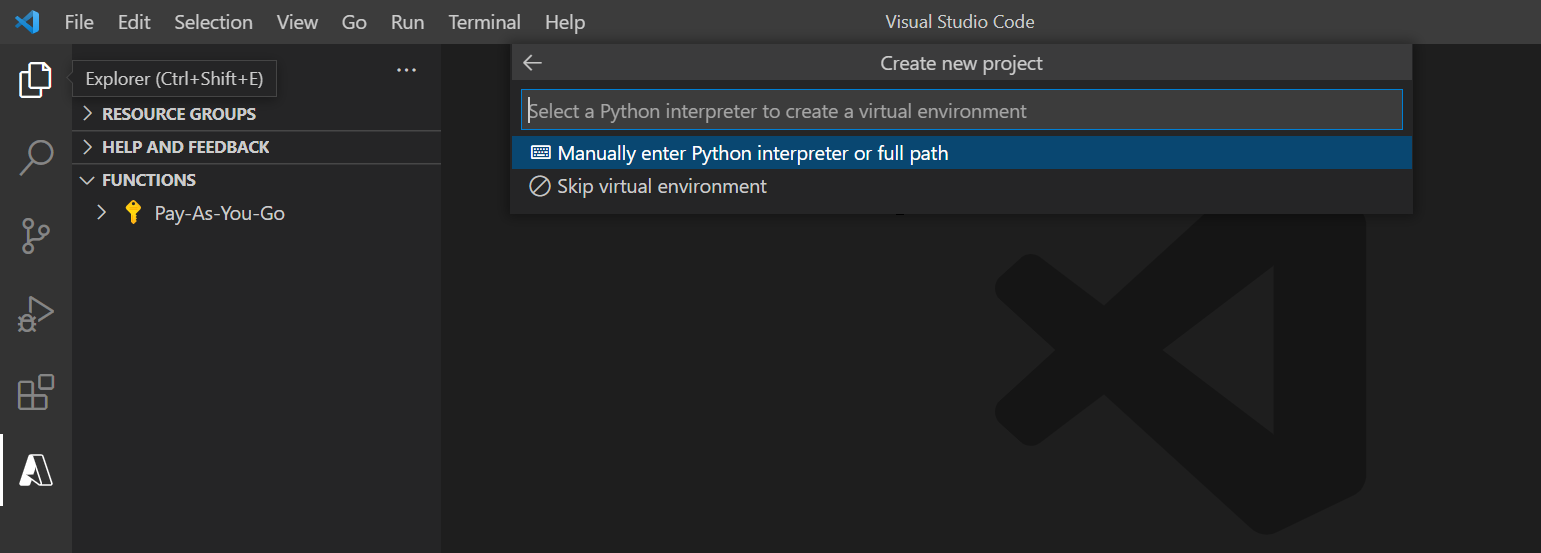 File Edit Selection View Go Run Terminal Help Visual Studio Code
Create new project
Explorer (Ctrl+Shift+E)
Select a Python interpreter to create a virtual environment
RESOURCE GROUPS
Manually enter Python interpreter or full path
HELP AND FEEDBACK
Skip virtual environment
FUNCTIONS
Pay-As-You-Go